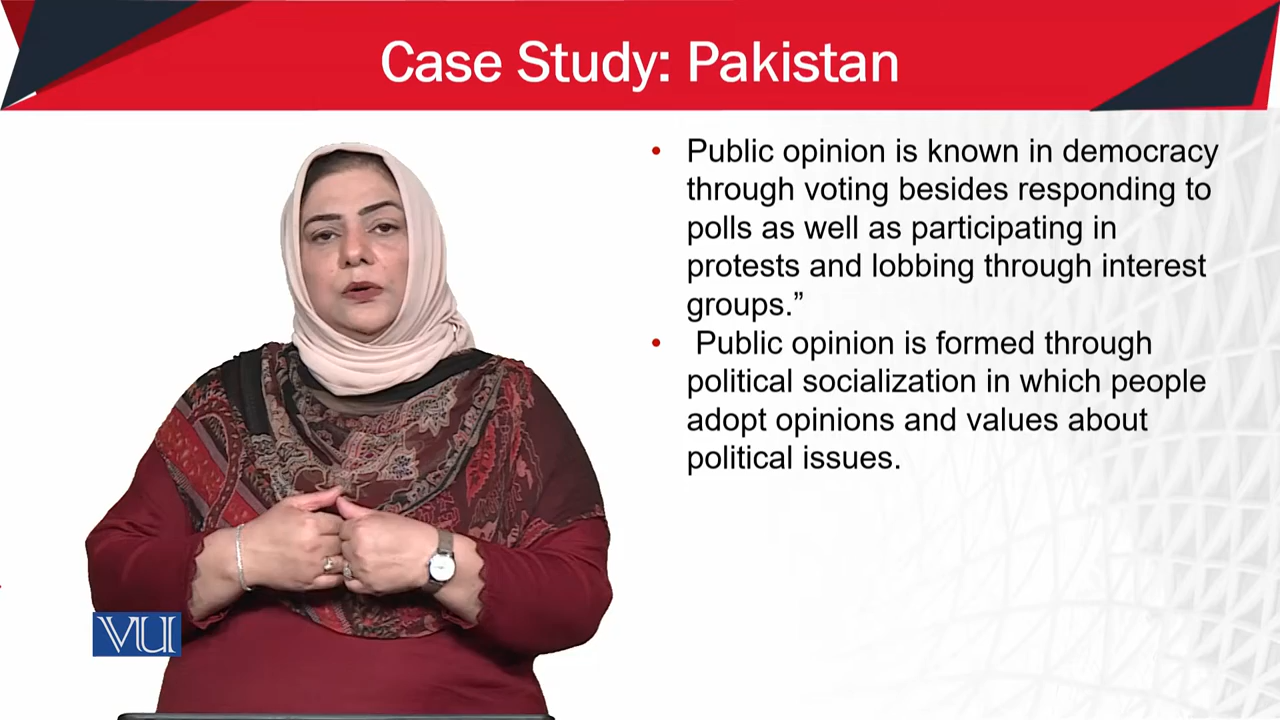 Case Study: Pakistan
• Public opinion is known in democracy
through voting besides responding to
polls as well as participating in
protests and lobbing through interest
groups.”
• Public opinion is formed through
political socialization in which people
adopt opinions and values about
political issues.
VU